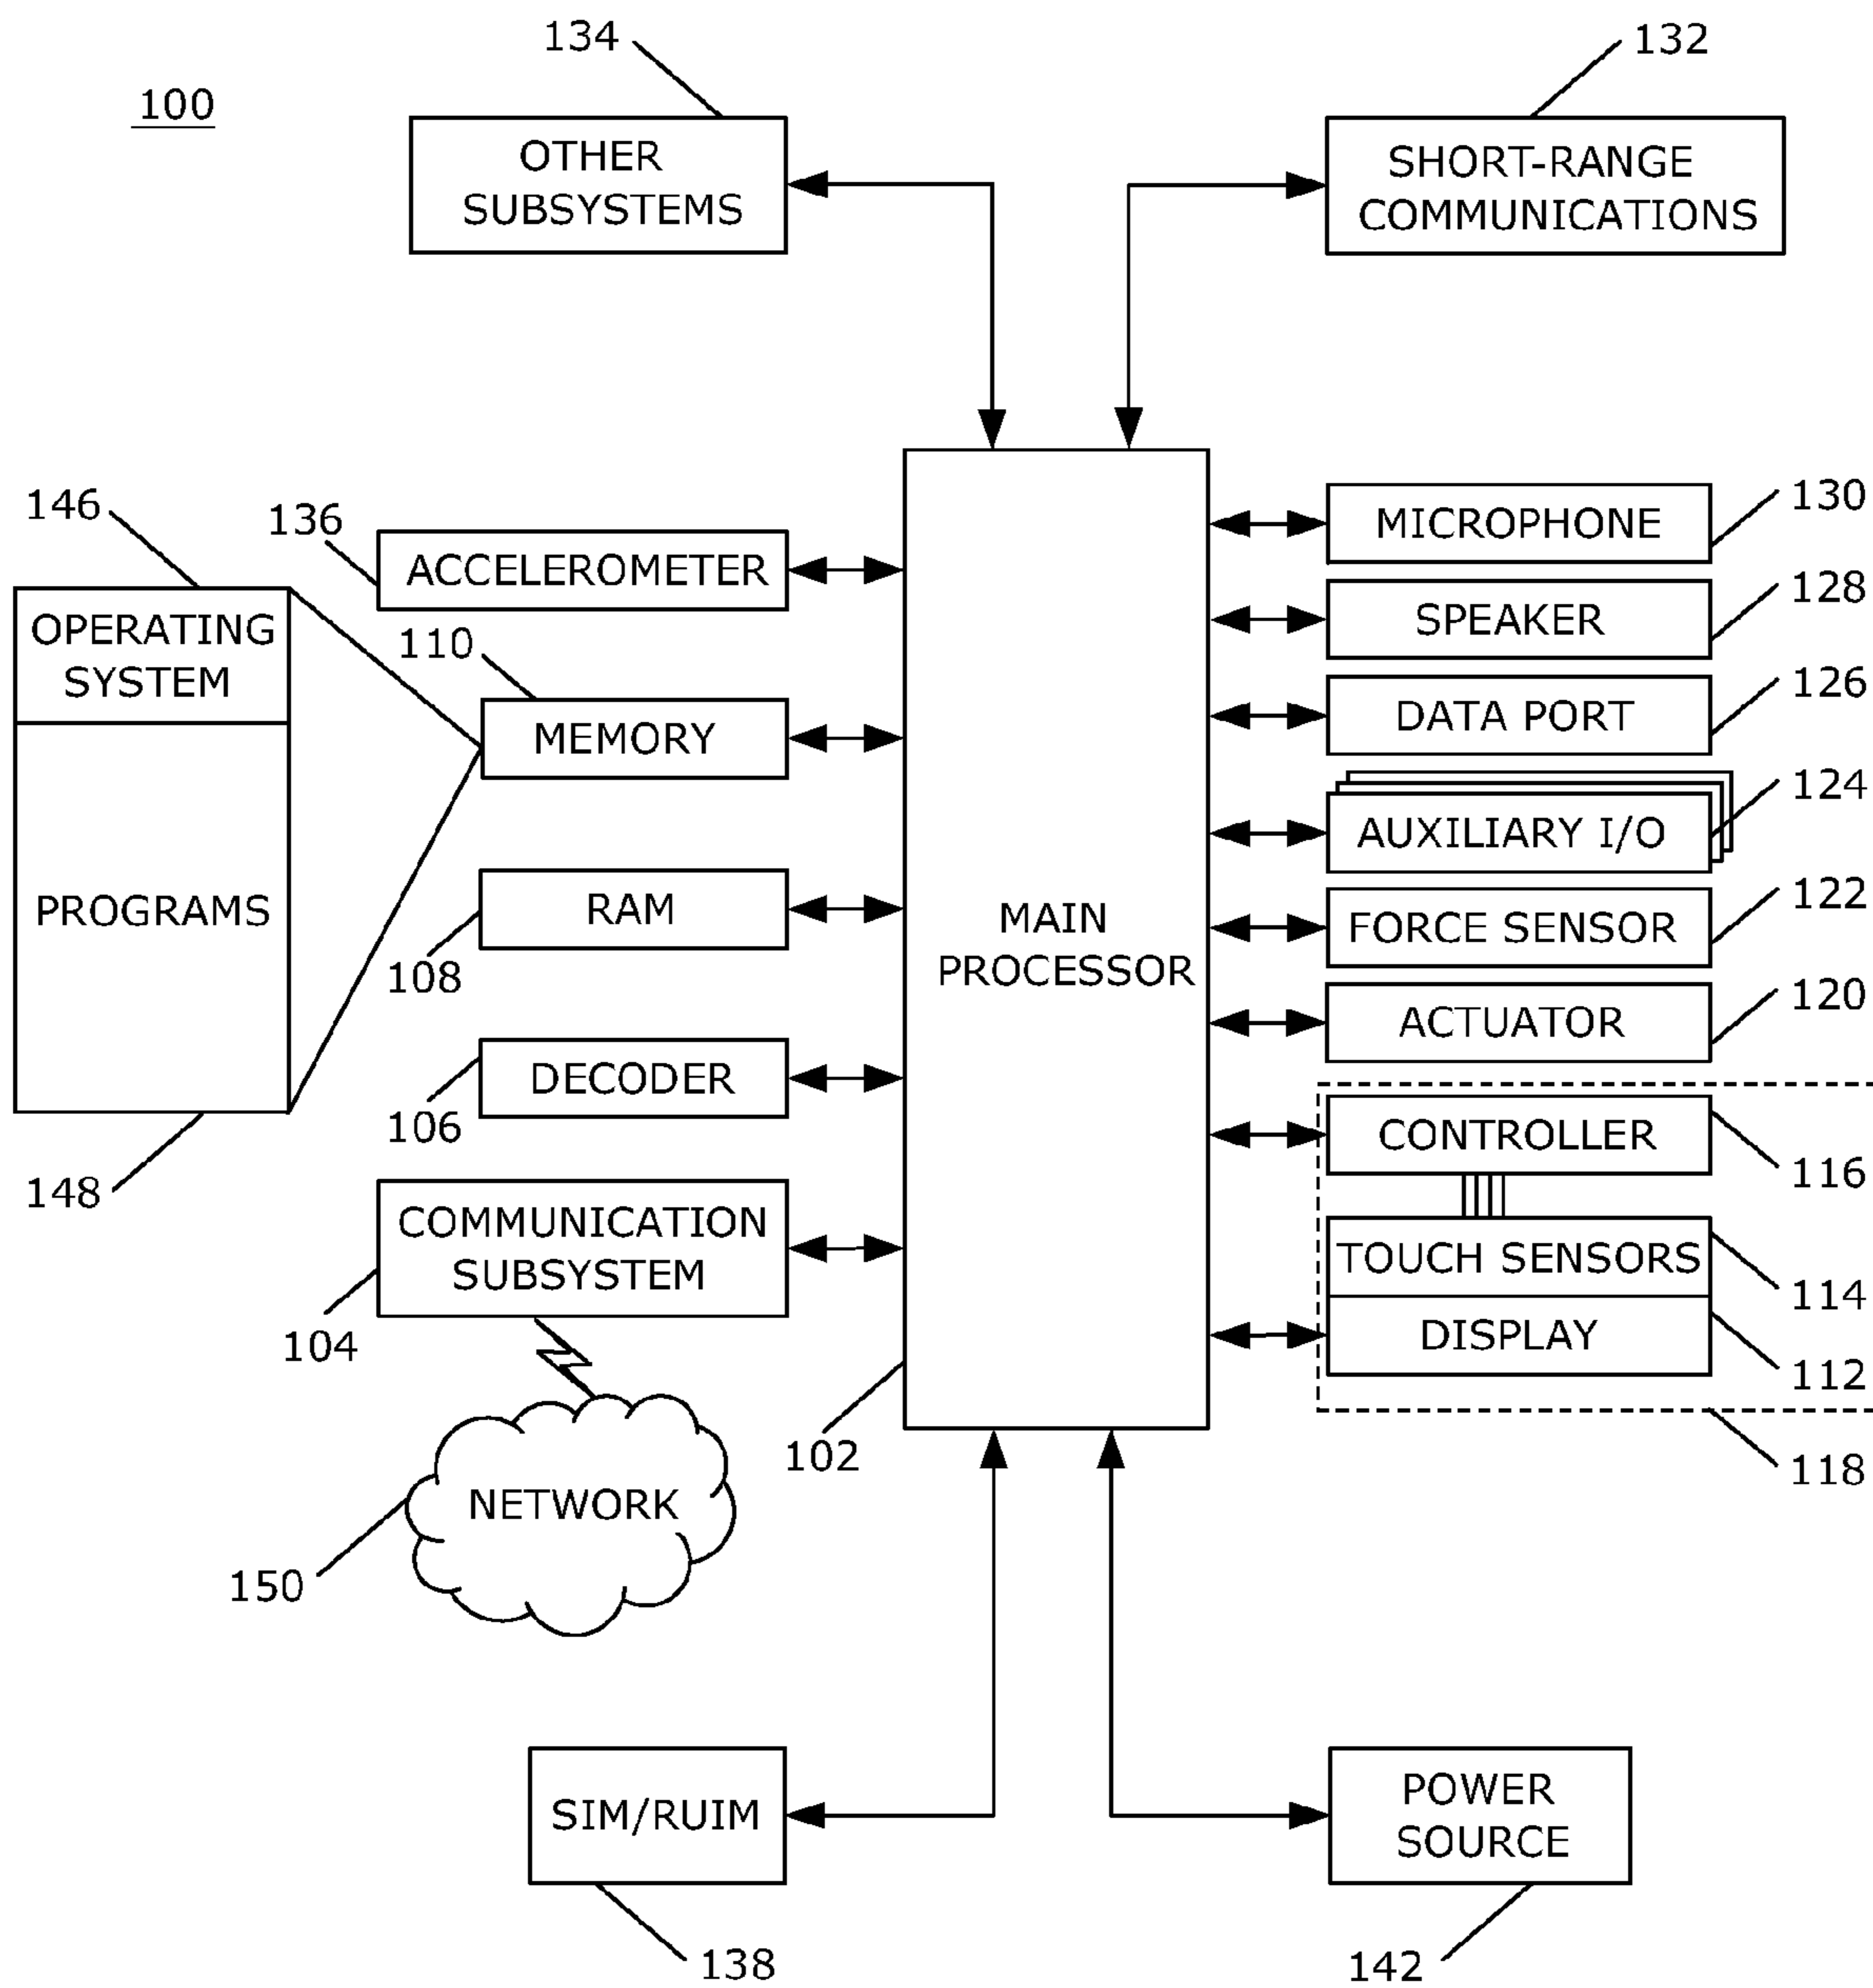 134
132
100
OTHER
SUBSYSTEMS
SHORT-RANGE
COMMUNICATIONS
146
136
ACCELEROMETER
OPERATING
SYSTEM
110
MEMORY
PROGRAMS
RAM
108
DECODER
106
148
COMMUNICATION
SUBSYSTEM
104
NETWORK
150
MAIN
PROCESSOR
102
MICROPHONE
130
SPEAKER
128
DATA PORT
126
AUXILIARY I/O
124
FORCE SENSOR
122
ACTUATOR
120
CONTROLLER
116
TOUCH SENSORS
114
DISPLAY
112
118
SIM/RUIM
138
POWER
SOURCE
142